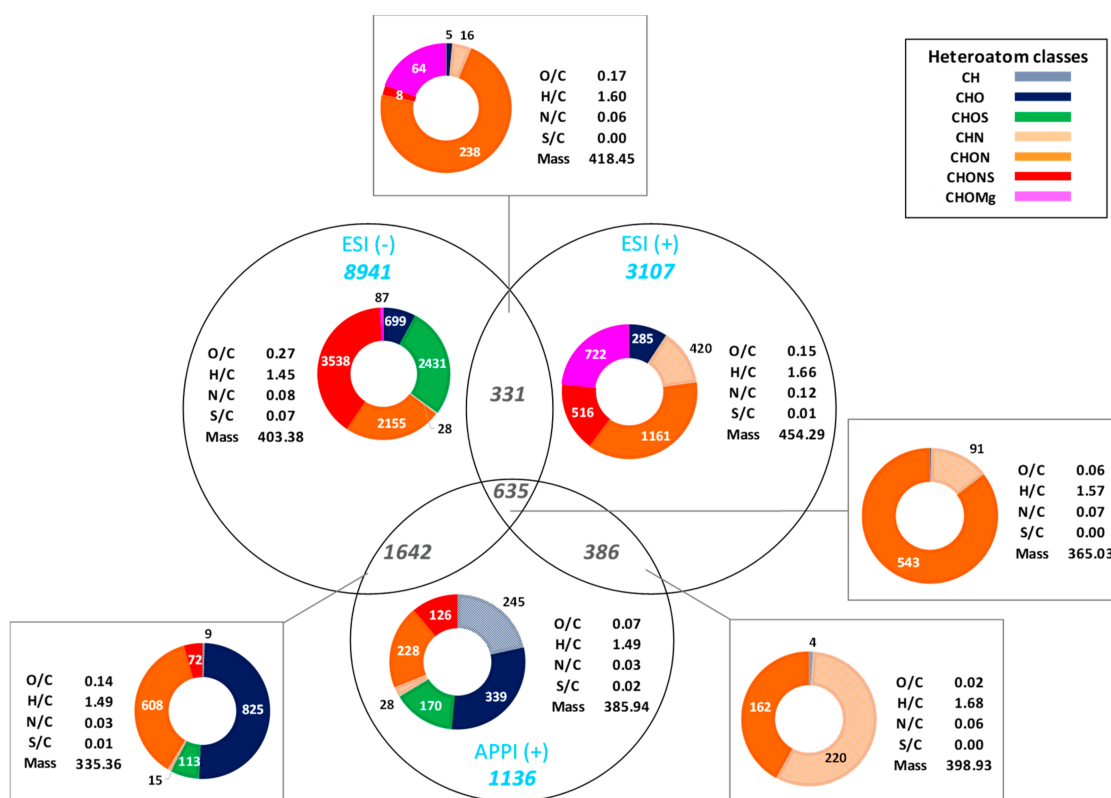 5 16
64
8
238
O/C 0.17
H/C 1.60
N/C 0.06
S/C 0.00
Mass 418.45
Heteroatom classes
CH
CHO
CHOS
CHN
CHON
CHONS
CHOMg
ESI (-)
8941
87
699
3538
2431
2155
28
O/C 0.27
H/C 1.45
N/C 0.08
S/C 0.07
Mass 403.38
331
ESI (+)
3107
285
722
420
516
1161
O/C 0.15
H/C 1.66
N/C 0.12
S/C 0.01
Mass 454.29
635
91
543
O/C 0.06
H/C 1.57
N/C 0.07
S/C 0.00
Mass 365.03
1642
386
O/C 0.14
H/C 1.49
N/C 0.03
S/C 0.01
Mass 335.36
9
72
608
825
113
15
245
126
228
339
170
28
O/C 0.07
H/C 1.49
N/C 0.03
S/C 0.02
Mass 385.94
APPI (+)
1136
4
162
220
O/C 0.02
H/C 1.68
N/C 0.06
S/C 0.00
Mass 398.93